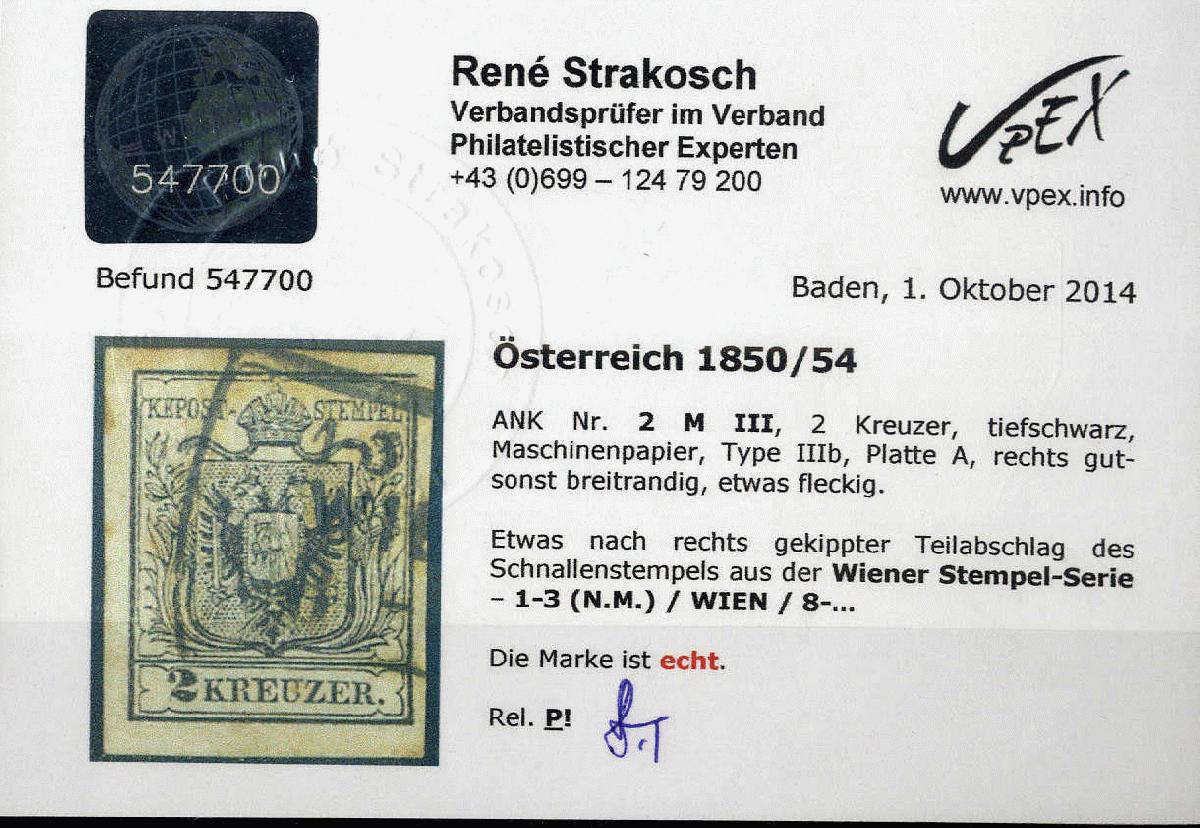 547700
Befund 547700
René Strakosch
Verbandsprüfer im Verband
Philatelistischer Experten
+43 (0)699 – 124 79 200
VpEX
www.vpex.info
Baden, 1. Oktober 2014
KKPOST-STEMPEL
2 KREUZER.
Österreich 1850/54
ANK Nr. 2 M III, 2 Kreuzer, tiefschwarz,
Maschinenpapier, Type IIIb, Platte A, rechts gut-
sonst breitrandig, etwas fleckig.
Etwas nach rechts gekippter Teilabschlag des
Schnallenstempels aus der Wiener Stempel-Serie
– 1-3 (N.M.) / WIEN / 8-...
Die Marke ist echt.
Rel. P!